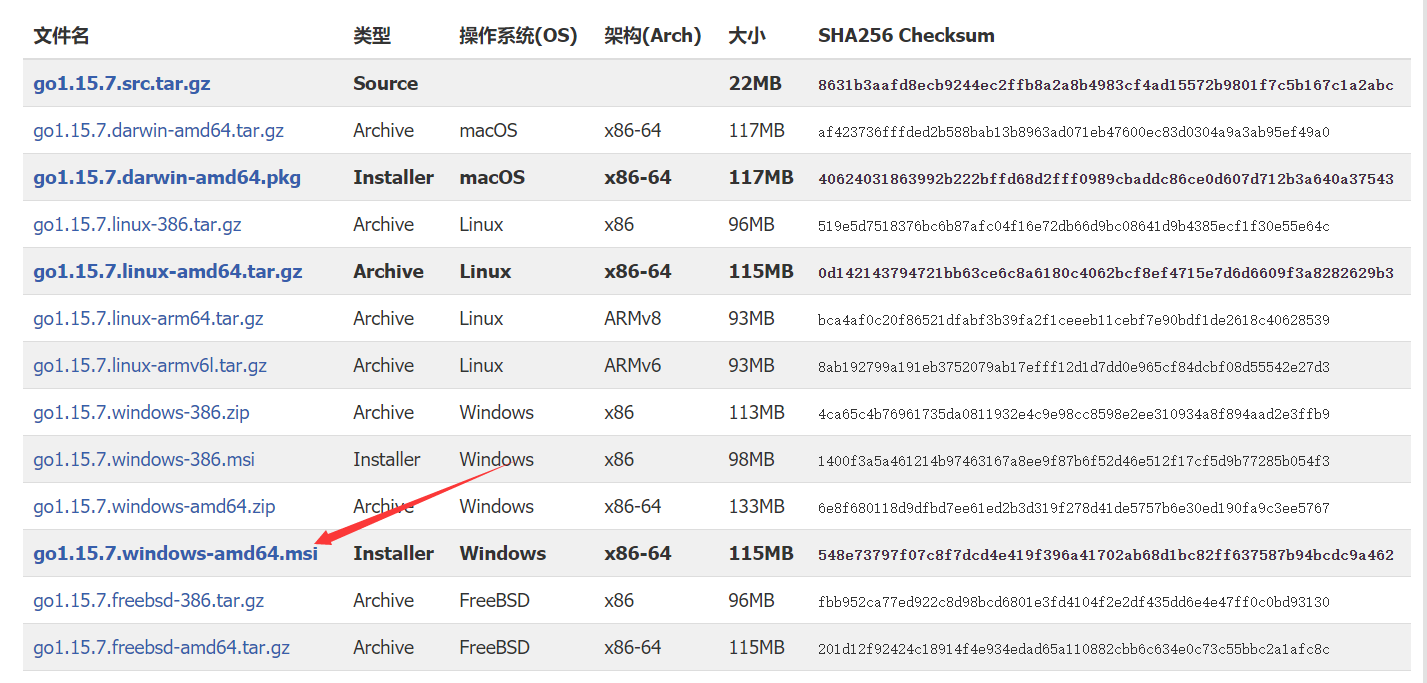 文件名 类型 操作系统(OS) 架构(Arch) 大小 SHA256 Checksum
go1.15.7.src.tar.gz Source 22MB 8631b3aafd8ecb9244ec2ffb8a2a8b4983cf4ad15572b9801f7c5b167c1a2abc
go1.15.7.darwin-amd64.tar.gz Archive macOS x86-64 117MB af423736fffded2b588bab13b8963ad071eb47600ec83d0304a9a3ab95ef49a0
go1.15.7.darwin-amd64.pkg Installer macOS x86-64 117MB 40624031863992b222bffd68d2fff0989cbaddc86ce0d607d712b3a640a37543
go1.15.7.linux-386.tar.gz Archive Linux x86 96MB 519e5d7518376bc6b87afc04f16e72db66d9bc08641d9b4385ecf1f30e55e64c
go1.15.7.linux-amd64.tar.gz Archive Linux x86-64 115MB 0d142143794721bb63ce6c8a6180c4062bcf8ef4715e7d6d6609f3a8282629b3
go1.15.7.linux-arm64.tar.gz Archive Linux ARMv8 93MB bca4af0c20f86521dfabf3b39fa2f1ceeeb11cebf7e90bdf1de2618c40628539
go1.15.7.linux-armv6l.tar.gz Archive Linux ARMv6 93MB 8ab192799a191eb3752079ab17efff12d1d7dd0e965cf84dcbf08d55542e27d3
go1.15.7.windows-386.zip Archive Windows x86 113MB 4ca65c4b76961735da0811932e4c9e98cc8598e2ee310934a8f894aad2e3ffb9
go1.15.7.windows-386.msi Installer Windows x86 98MB 1400f3a5a461214b97463167a8ee9f87b6f52d46e512f17cf5d9b77285b054f3
go1.15.7.windows-amd64.zip Archive Windows x86-64 133MB 6e8f680118d9dfbd7ee61ed2b3d319f278d41de5757b6e30ed190fa9c3ee5767
go1.15.7.windows-amd64.msi Installer Windows x86-64 115MB 548e73797f07c8f7dcd4e419f396a41702ab68d1bc82ff637587b94bcdc9a462
go1.15.7.freebsd-386.tar.gz Archive FreeBSD x86 96MB fbb952ca77ed922c8d98bcd6801e3fd4104f2e2df435dd6e4e47ff0c0bd93130
go1.15.7.freebsd-amd64.tar.gz Archive FreeBSD x86-64 115MB 201d12f92424c18914f4e934edad65a110882cbb6c634e0c73c55bbc2a1afc8c